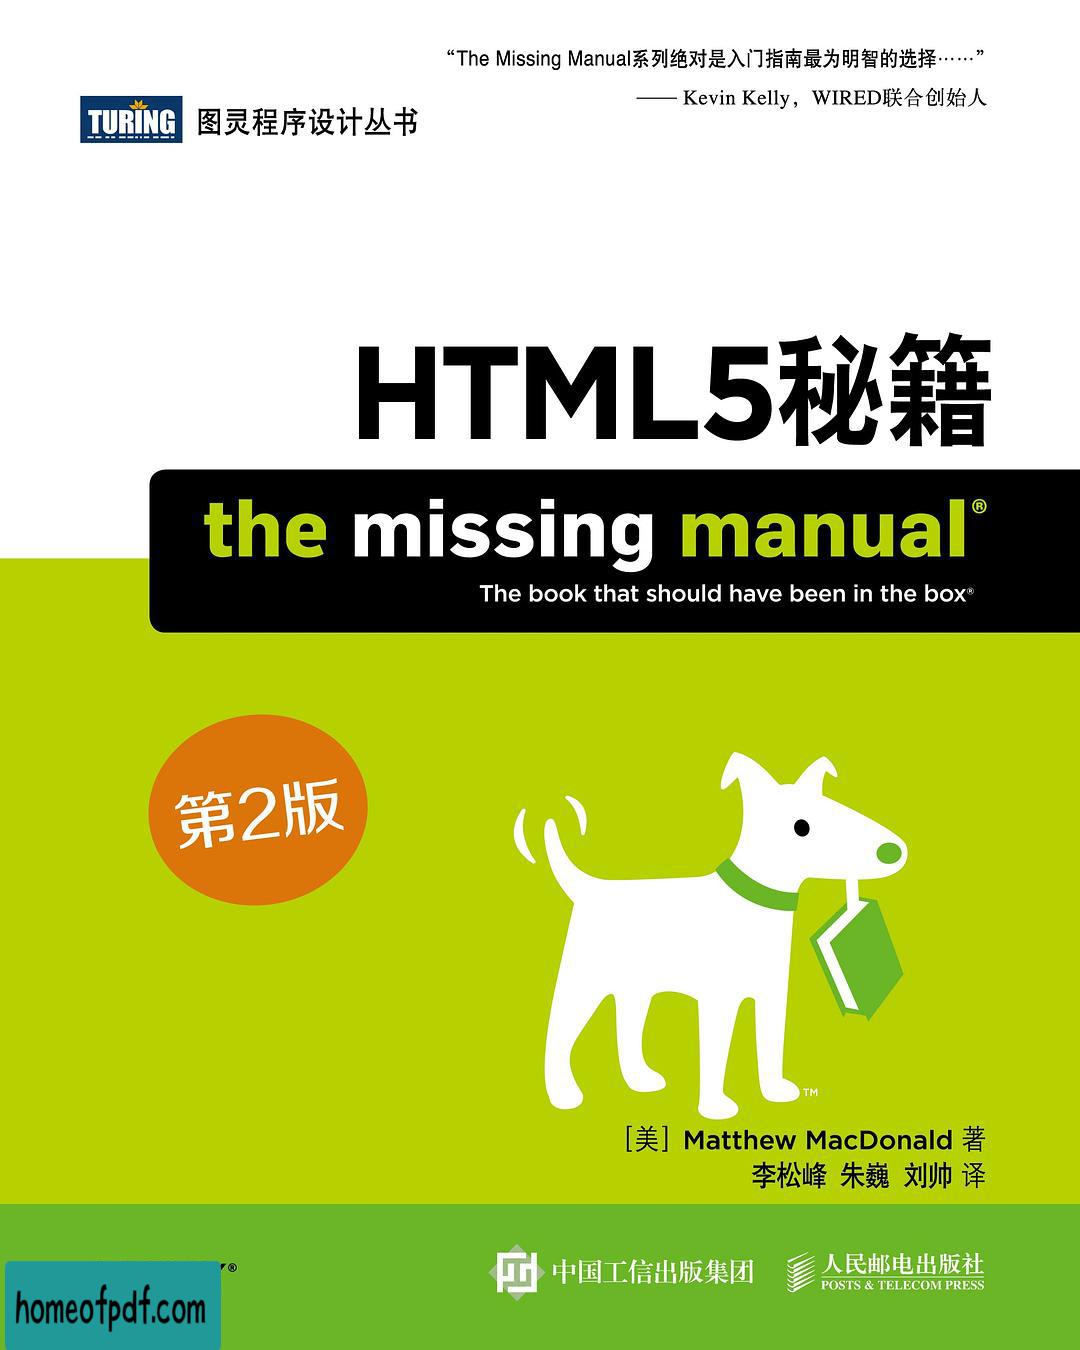 “The Missing Manual系列绝对是入门指南最为明智的选择……”
—— Kevin Kelly，WIRED联合创始人
TURING 图灵程序设计丛书
HTML5秘籍
the missing manual®
The book that should have been in the box®
第2版
TM
[美] Matthew MacDonald 著
李松峰 朱巍 刘帅 译
®
中国工信出版集团
人民邮电出版社
POSTS & TELECOM PRESS
homeofpdf.com